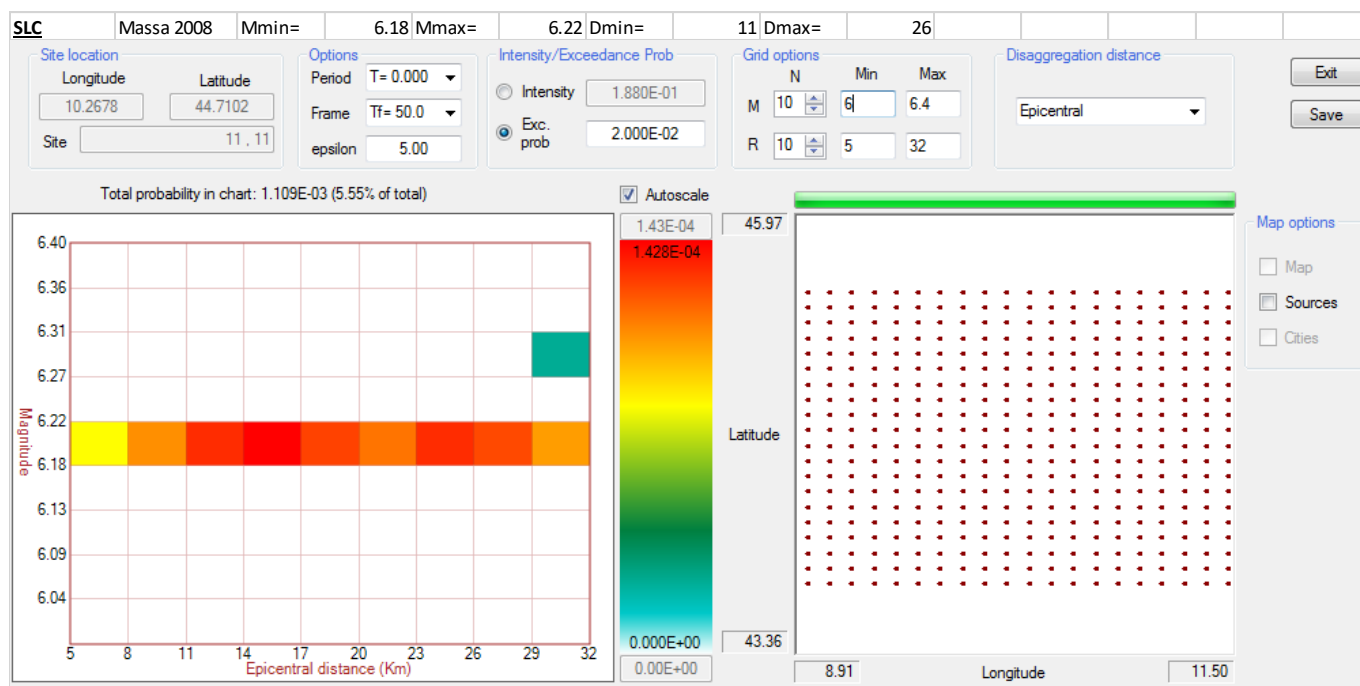 SLC Massa 2008 Mmin= 6.18 Mmax= 6.22 Dmin= 11 Dmax= 26
Site location
Longitude Latitude
10.2678 44.7102
Site 11 , 11
Options
Period T= 0.000
Frame Tf= 50.0
epsilon 5.00
Intensity/Exceedance Prob
Intensity 1.880E-01
Exc. prob 2.000E-02
Grid options
N Min Max
M 10 6 6.4
R 10 5 32
Disaggregation distance
Epicentral
Exit
Save
Total probability in chart: 1.109E-03 (5.55% of total)
Autoscale
Magnitude
6.40
6.36
6.31
6.27
6.22
6.18
6.13
6.09
6.04
5 8 11 14 17 20 23 26 29 32
Epicentral distance (Km)
1.43E-04
1.428E-04
0.000E+00
0.00E+00
45.97
Latitude
43.36
8.91 Longitude 11.50
Map options
Map
Sources
Cities